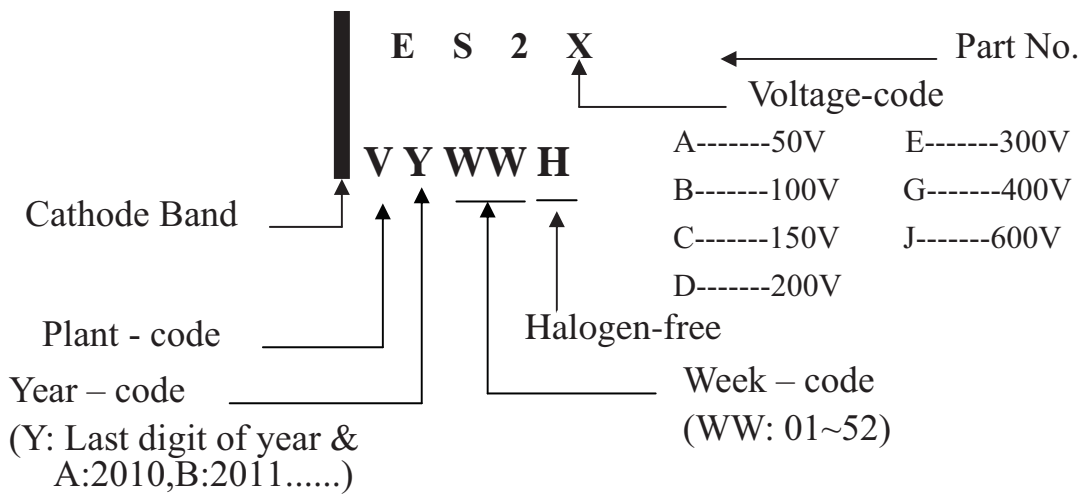 E S 2 X
Part No.
Voltage-code
A-------50V E-------300V
B-------100V G-------400V
C-------150V J-------600V
D-------200V
V Y WW H
Cathode Band
Halogen-free
Plant - code
Year – code
(Y: Last digit of year &
A:2010,B:2011......)
Week – code
(WW: 01~52)